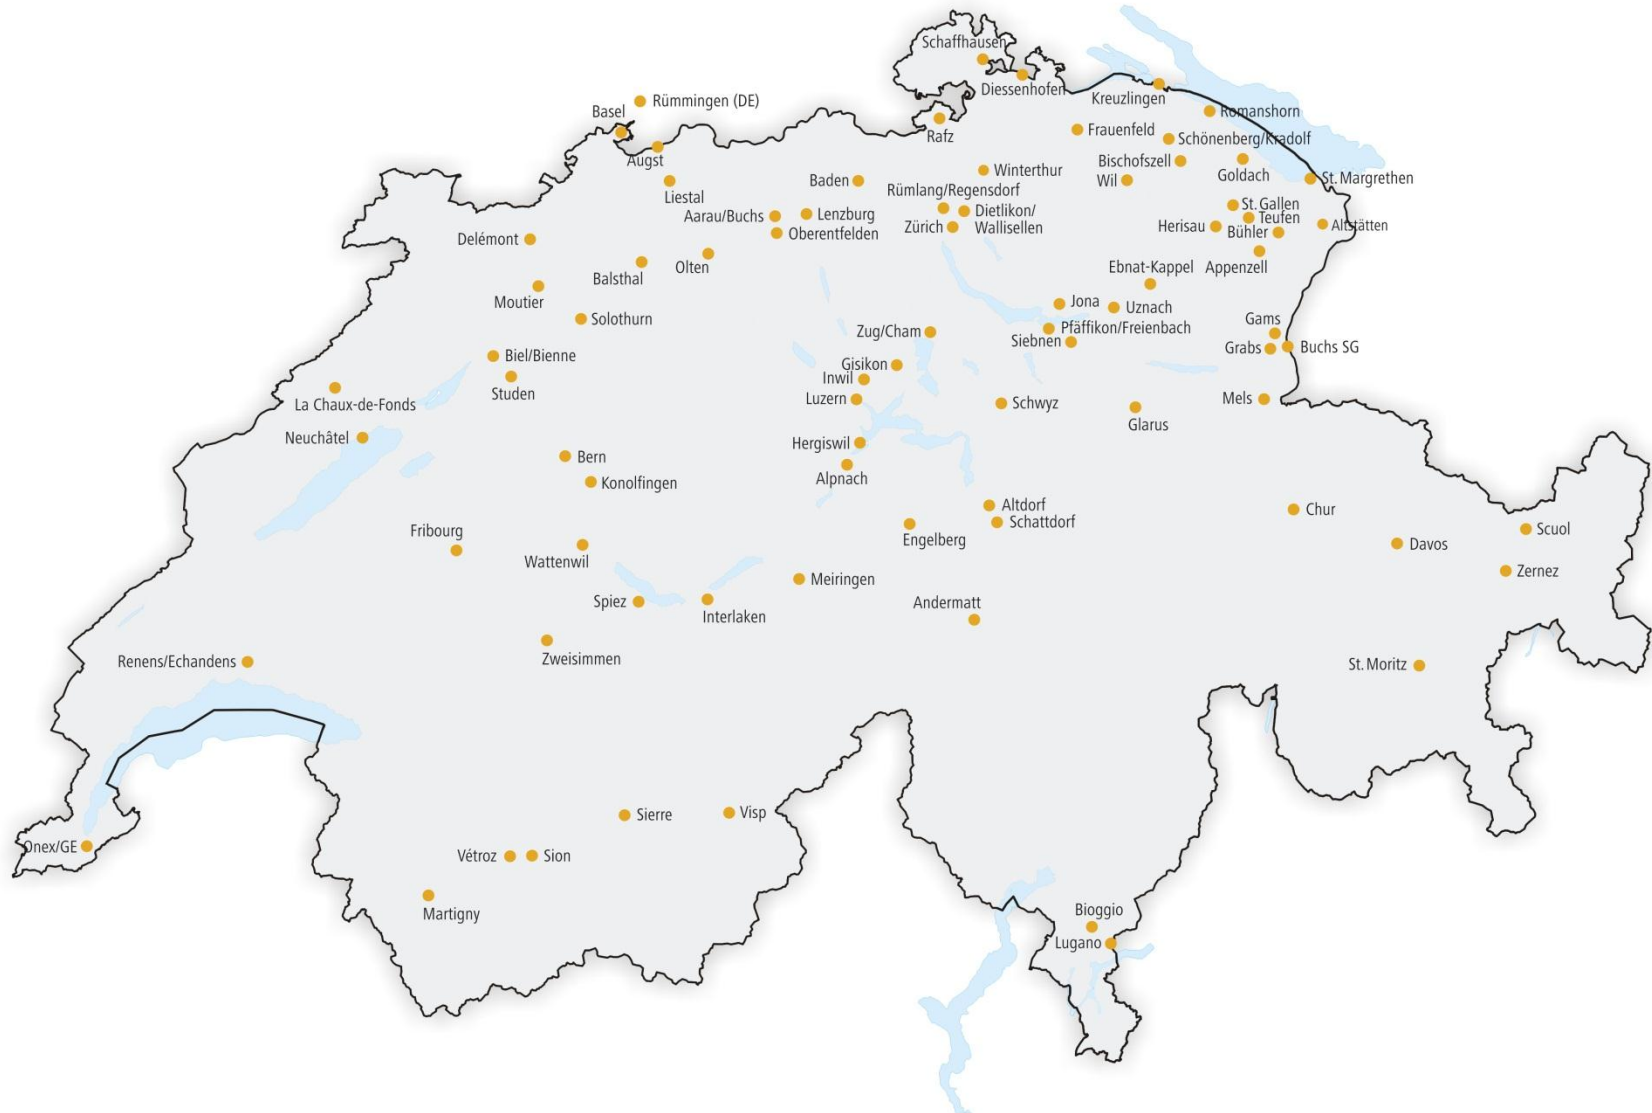 Schaffhausen
Diessenhofen
Kreuzlingen
Rümmingen (DE)
Basel
Romanshorn
Rafz
Frauenfeld
Schönenberg/Kradolf
Augst
Bischofszell
Goldach
Winterthur
Baden
Wil
St. Margrethen
Liestal
Rümlang/Regensdorf
Aarau/Buchs
Lenzburg
Dietlikon/
Wallisellen
St. Gallen
Teufen
Zürich
Herisau
Bühler
Altstätten
Oberentfelden
Delémont
Olten
Balsthal
Ebnat-Kappel
Appenzell
Moutier
Jona
Uznach
Solothurn
Gams
Zug/Cham
Pfäffikon/Freienbach
Siebnen
Grabs
Buchs SG
Biel/Bienne
Gisikon
Inwil
Studen
La Chaux-de-Fonds
Luzern
Schwyz
Mels
Glarus
Neuchâtel
Hergiswil
Bern
Alpnach
Konolfingen
Altdorf
Chur
Schattdorf
Fribourg
Engelberg
Scuol
Davos
Wattenwil
Zernez
Meiringen
Spiez
Interlaken
Andermatt
Zweisimmen
Renens/Echandens
St. Moritz
Sierre
Visp
Onex/GE
Vétroz
Sion
Martigny
Bioggio
Lugano